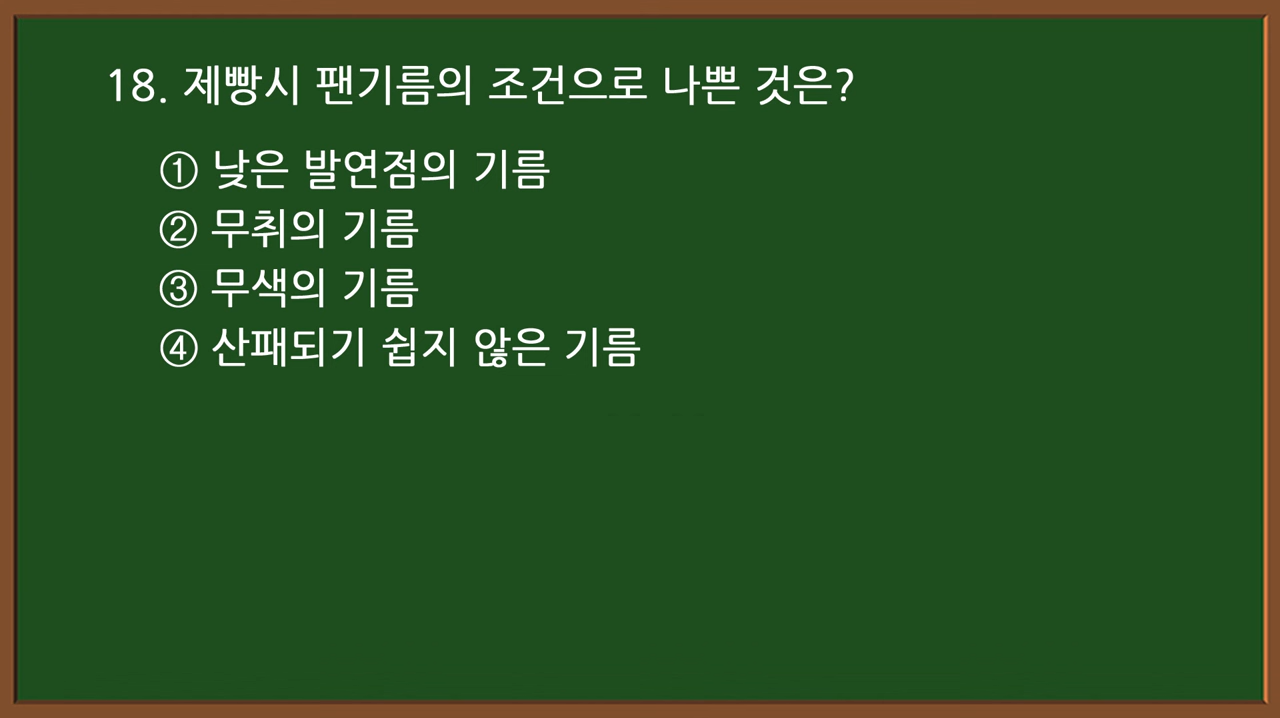 18. 제빵시 팬기름의 조건으로 나쁜 것은?
① 낮은 발연점의 기름
② 무취의 기름
③ 무색의 기름
④ 산패되기 쉽지 않은 기름